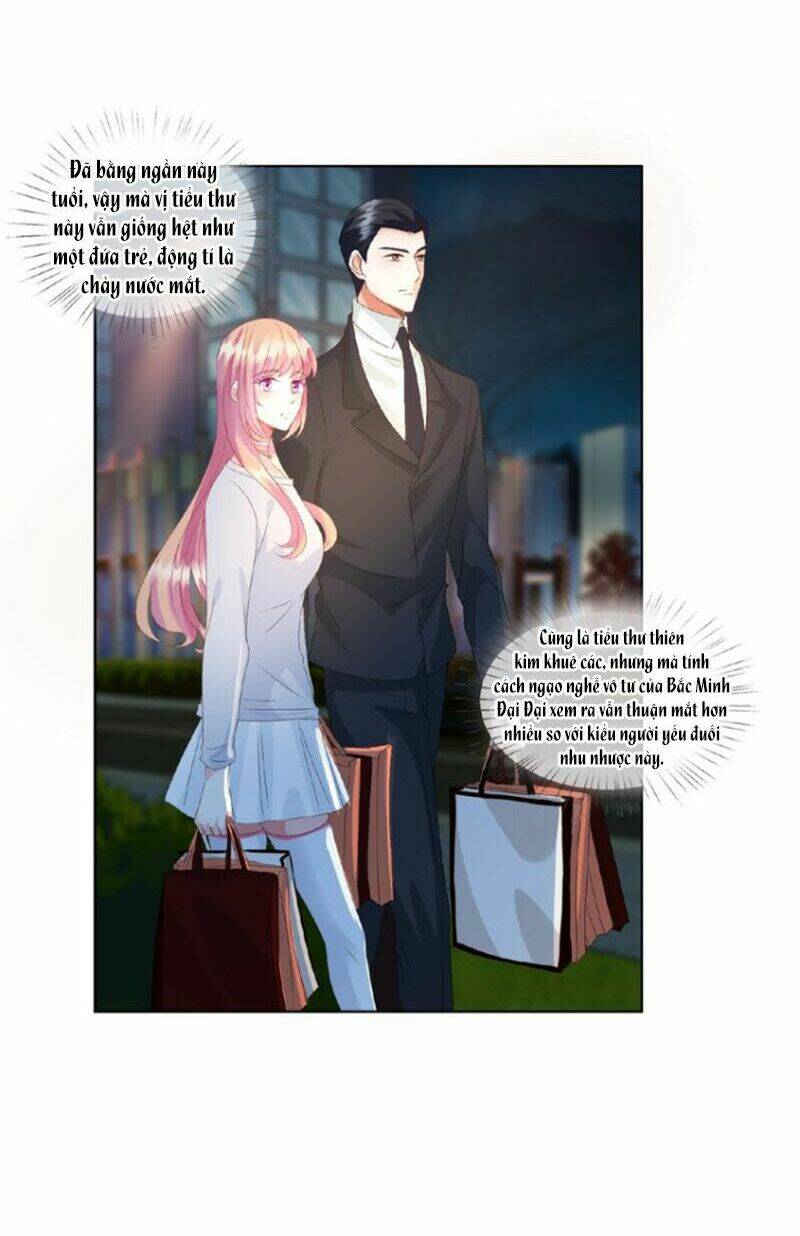 Đã bằng ngần này
tuổi, vậy mà vị tiểu thư
này vẫn giống hệt như
một đứa trẻ, động tí là
chảy nước mắt.
Cũng là tiểu thư thiên
kim khuê các, nhưng mà tính
cách ngạo nghễ vô tư của Bắc Minh
Đại Đại xem ra vẫn thuận mắt hơn
nhiều so với kiểu người yếu đuối
nhu nhược này.